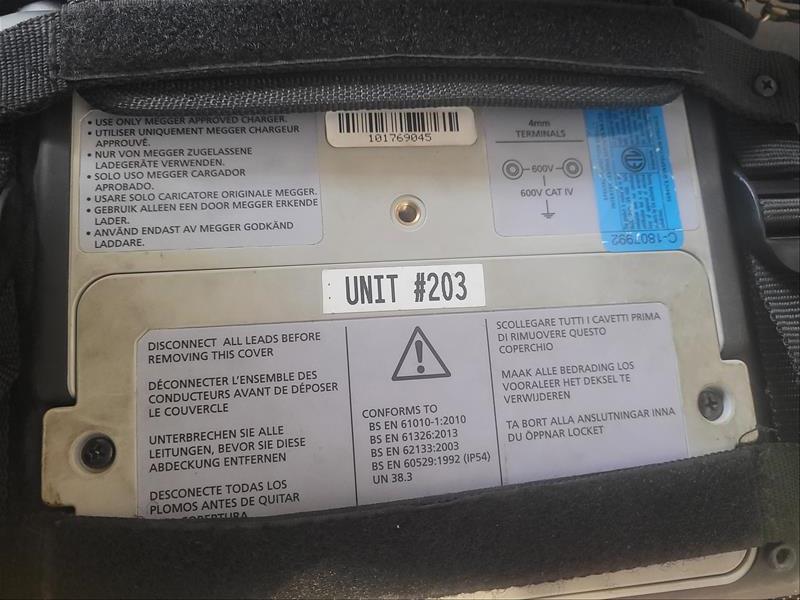 • USE ONLY MEGGER APPROVED CHARGER.
• UTILISER UNIQUEMENT MEGGER CHARGEUR
APPROUVÉ.
• NUR VON MEGGER ZUGELASSENE
LADEGERÄTE VERWENDEN.
• SOLO USO MEGGER CARGADOR
APROBADO.
• USARE SOLO CARICATORE ORIGINALE MEGGER.
• GEBRUIK ALLEEN EEN DOOR MEGGER ERKENDE
LADER.
• ANVÄND ENDAST AV MEGGER GODKÄND
LADDARE.
101769045
4mm
TERMINALS
600V
600V CAT IV
C-1807992
UNIT #203
DISCONNECT ALL LEADS BEFORE
REMOVING THIS COVER
DÉCONNECTER L'ENSEMBLE DES
CONDUCTEURS AVANT DE DÉPOSER
LE COUVERCLE
UNTERBRECHEN SIE ALLE
LEITUNGEN, BEVOR SIE DIESE
ABDECKUNG ENTFERNEN
DESCONECTE TODAS LOS
PLOMOS ANTES DE QUITAR
CONFORMS TO
BS EN 61010-1:2010
BS EN 61326:2013
BS EN 62133:2003
BS EN 60529:1992 (IP54)
UN 38.3
SCOLLEGARE TUTTI I CAVETTI PRIMA
DI RIMUOVERE QUESTO
COPERCHIO
MAAK ALLE BEDRADING LOS
VOORALEER HET DEKSEL TE
VERWIJDEREN
TA BORT ALLA ANSLUTNINGAR INNA
DU ÖPPNAR LOCKET